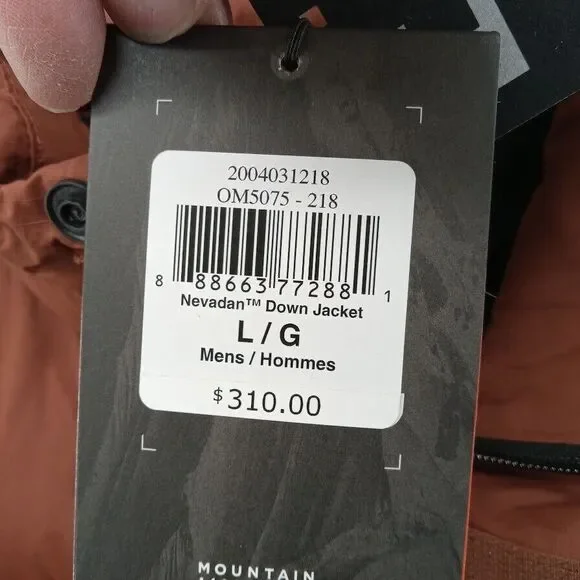 2004031218
OM5075 - 218
8 88663 77288 1
Nevadan™ Down Jacket
L / G
Mens / Hommes
$310.00
MOUNTAIN